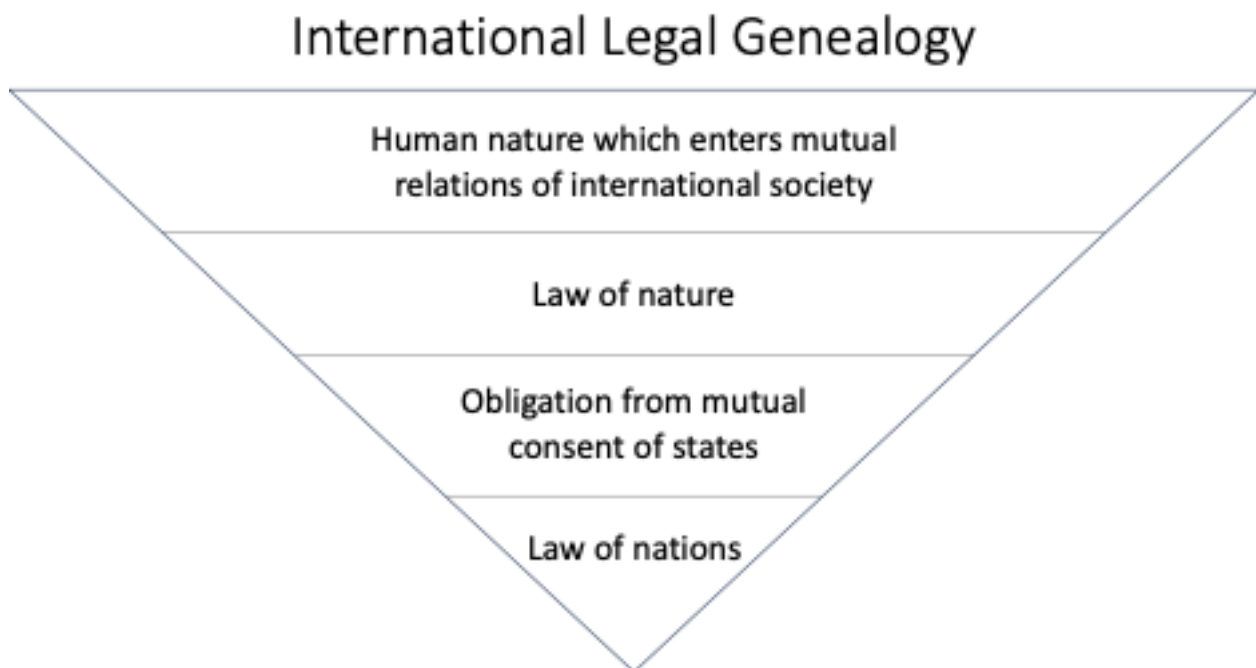 International Legal Genealogy
Human nature which enters mutual
relations of international society
Law of nature
Obligation from mutual
consent of states
Law of nations